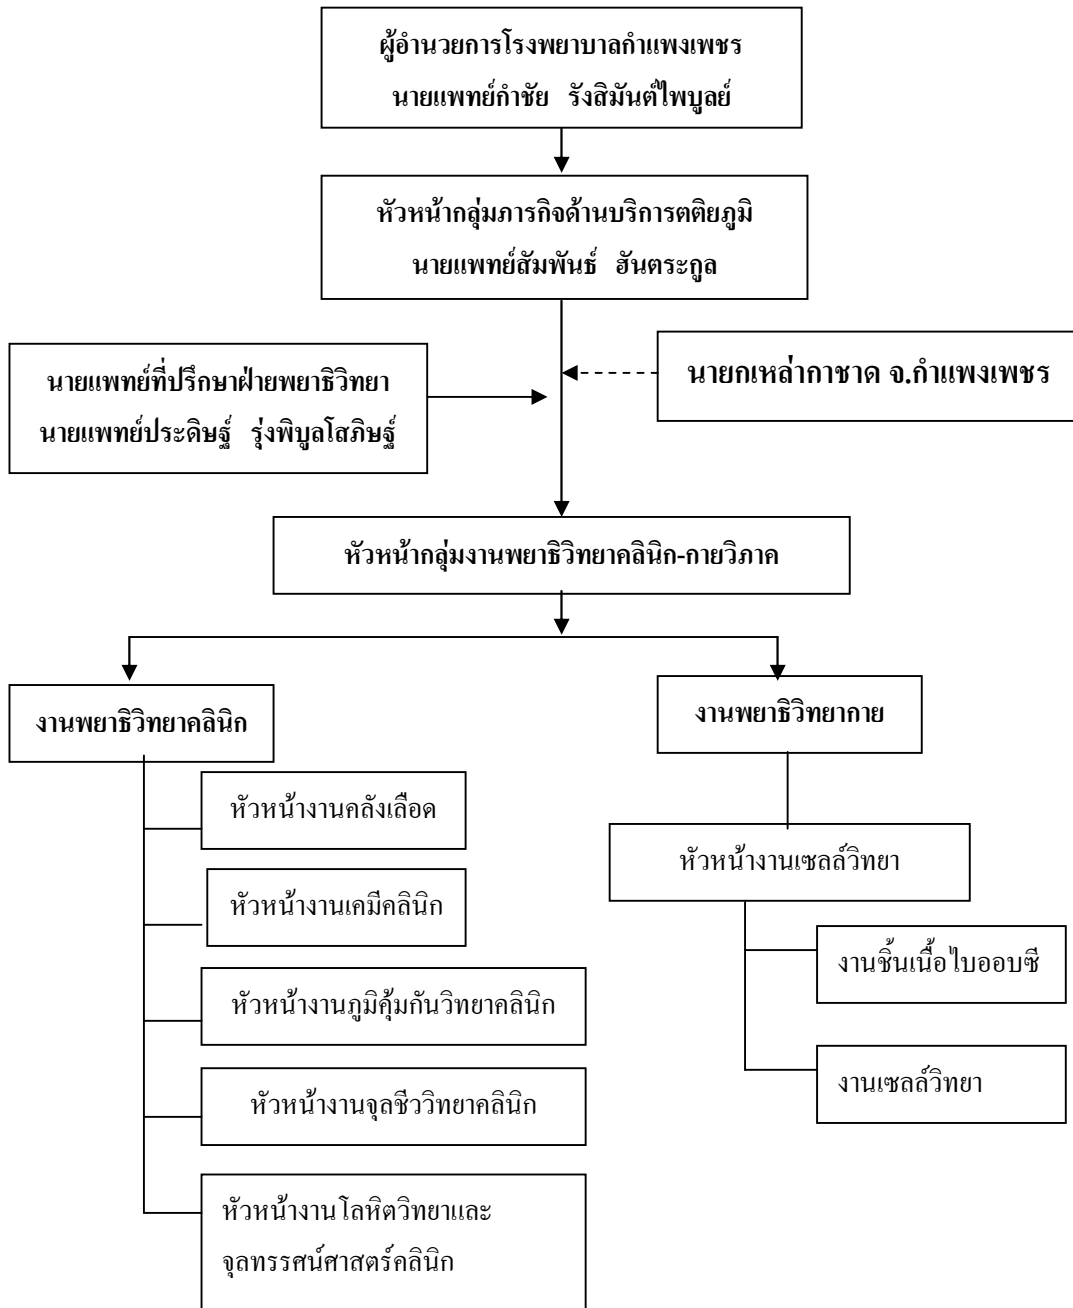 ผู้อำนวยการโรงพยาบาลกำแพงเพชร
นายแพทย์กำชัย รังสิมันต์ไพบูลย์
หัวหน้ากลุ่มภารกิจด้านบริการตติยภูมิ
นายแพทย์สัมพันธ์ ฮันตระกูล
นายแพทย์ที่ปรึกษาฝ่ายพยาธิวิทยา
นายแพทย์ประดิษฐ์ รุ่งพิบูลโสภิษฐ์
นายกเหล่ากาชาด จ.กำแพงเพชร
หัวหน้ากลุ่มงานพยาธิวิทยาคลินิก-กายวิภาค
งานพยาธิวิทยาคลินิก
หัวหน้างานคลังเลือด
หัวหน้างานเคมีคลินิก
หัวหน้างานภูมิคุ้มกันวิทยาคลินิก
หัวหน้างานจุลชีววิทยาคลินิก
หัวหน้างานโลหิตวิทยาและ
จุลทรรศน์ศาสตร์คลินิก
งานพยาธิวิทยากาย
หัวหน้างานเซลล์วิทยา
งานชิ้นเนื้อไบออบซี
งานเซลล์วิทยา